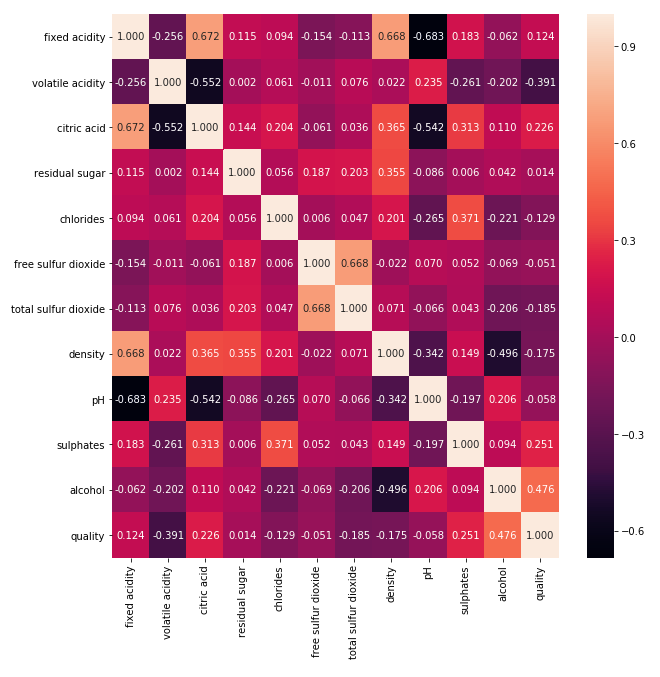 fixed acidity 1.000 -0.256 0.672 0.115 0.094 -0.154 -0.113 0.668 -0.683 0.183 -0.062 0.124
volatile acidity -0.256 1.000 -0.552 0.002 0.061 -0.011 0.076 0.022 0.235 -0.261 -0.202 -0.391
citric acid 0.672 -0.552 1.000 0.144 0.204 -0.061 0.036 0.365 -0.542 0.313 0.110 0.226
residual sugar 0.115 0.002 0.144 1.000 0.056 0.187 0.203 0.355 -0.086 0.006 0.042 0.014
chlorides 0.094 0.061 0.204 0.056 1.000 0.006 0.047 0.201 -0.265 0.371 -0.221 -0.129
free sulfur dioxide -0.154 -0.011 -0.061 0.187 0.006 1.000 0.668 -0.022 0.070 0.052 -0.069 -0.051
total sulfur dioxide -0.113 0.076 0.036 0.203 0.047 0.668 1.000 0.071 -0.066 0.043 -0.206 -0.185
density 0.668 0.022 0.365 0.355 0.201 -0.022 0.071 1.000 -0.342 0.149 -0.496 -0.175
pH -0.683 0.235 -0.542 -0.086 -0.265 0.070 -0.066 -0.342 1.000 -0.197 0.206 -0.058
sulphates 0.183 -0.261 0.313 0.006 0.371 0.052 0.043 0.149 -0.197 1.000 0.094 0.251
alcohol -0.062 -0.202 0.110 0.042 -0.221 -0.069 -0.206 -0.496 0.206 0.094 1.000 0.476
quality 0.124 -0.391 0.226 0.014 -0.129 -0.051 -0.185 -0.175 -0.058 0.251 0.476 1.000
fixed acidity
volatile acidity
citric acid
residual sugar
chlorides
free sulfur dioxide
total sulfur dioxide
density
pH
sulphates
alcohol
quality
0.9
0.6
0.3
0.0
−0.3
−0.6